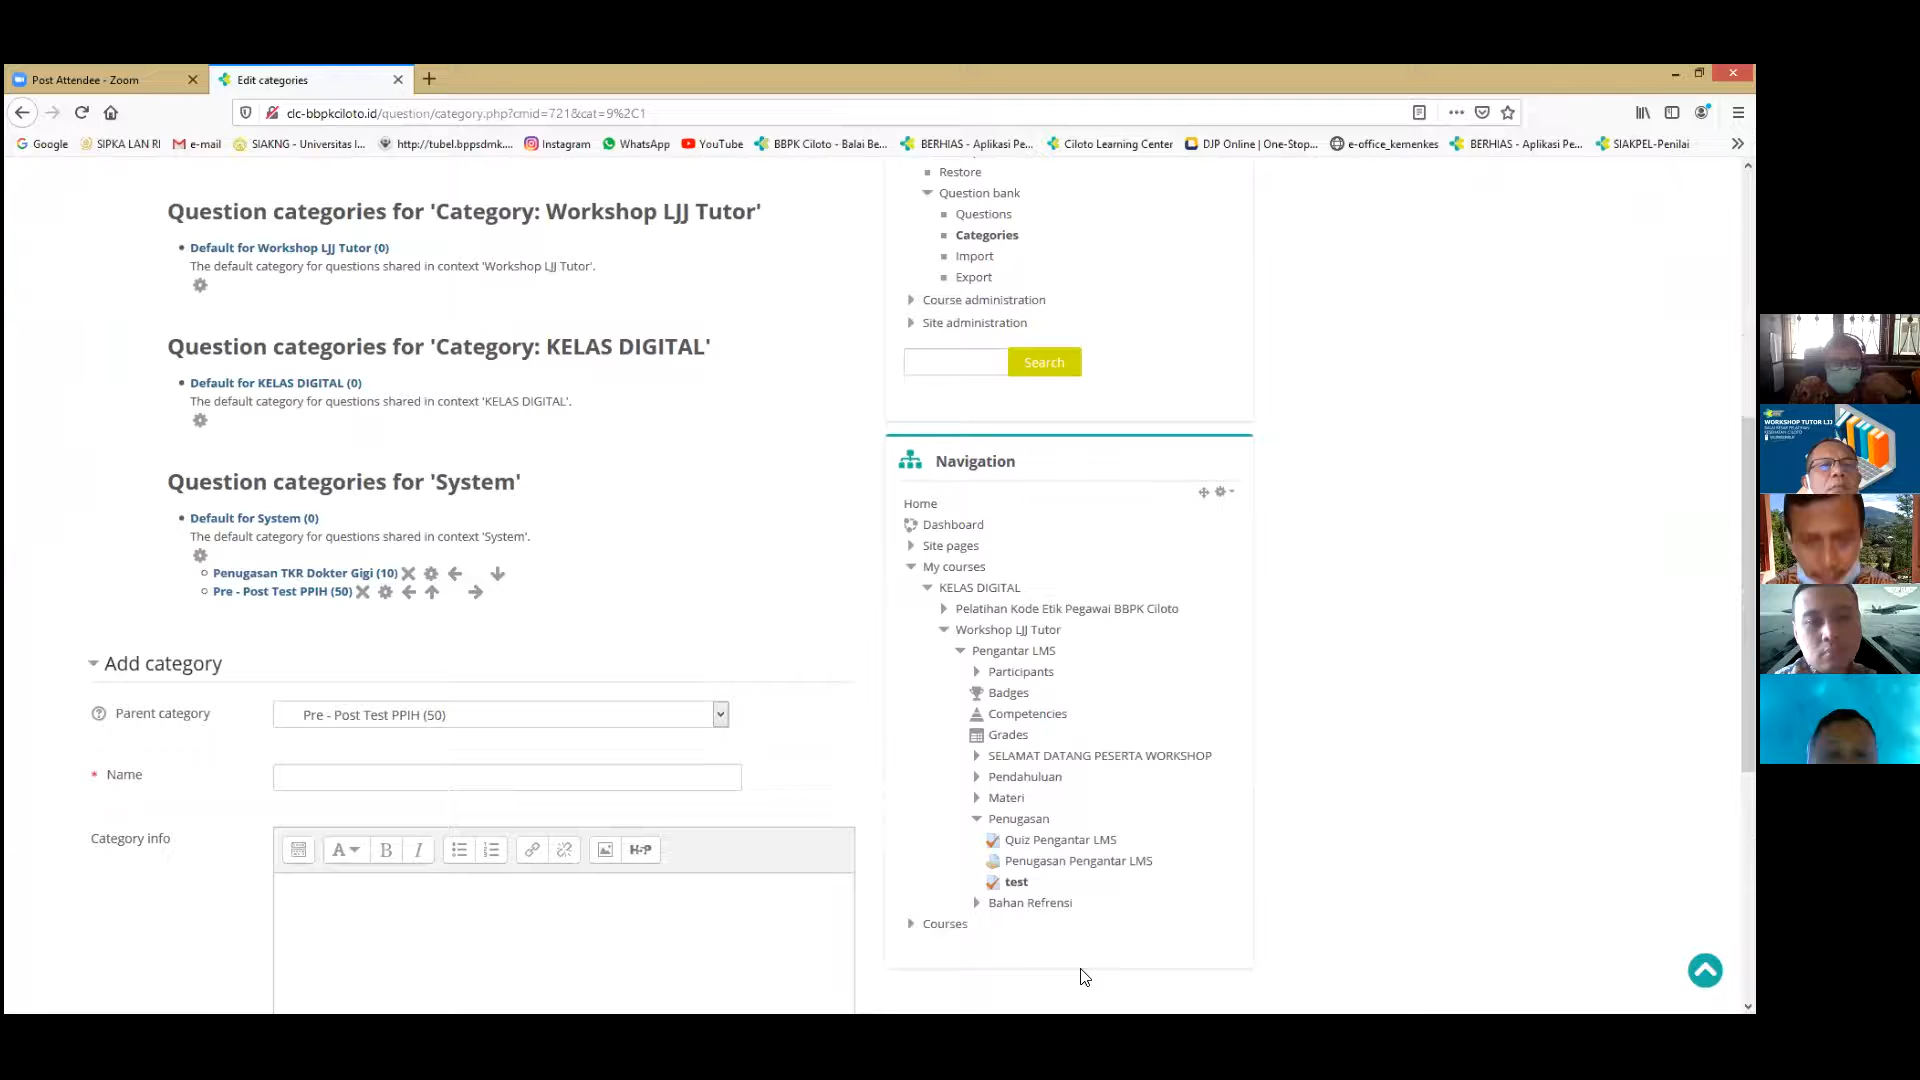 Post Attendee - Zoom
Edit categories
clc-bbpkciloto.id/question/category.php?cmid=721&cat=9%2C1
Google
SIPKA LAN RI
e-mail
SIAKNG - Universitas I...
http://tubel.bppsdmk....
Instagram
WhatsApp
YouTube
BBPK Ciloto - Balai Be...
BERHIAS - Aplikasi Pe...
Ciloto Learning Center
DJP Online | One-Stop...
e-office_kemenkes
BERHIAS - Aplikasi Pe...
SIAKPEL-Penilai
Question categories for 'Category: Workshop LJJ Tutor'
Default for Workshop LJJ Tutor (0)
The default category for questions shared in context 'Workshop LJJ Tutor'.
Question categories for 'Category: KELAS DIGITAL'
Default for KELAS DIGITAL (0)
The default category for questions shared in context 'KELAS DIGITAL'.
Question categories for 'System'
Default for System (0)
The default category for questions shared in context 'System'.
Penugasan TKR Dokter Gigi (10)
Pre - Post Test PPIH (50)
Add category
Parent category
Pre - Post Test PPIH (50)
* Name
Category info
A B I
H-P
Restore
Question bank
Questions
Categories
Import
Export
Course administration
Site administration
Search
Navigation
Home
Dashboard
Site pages
My courses
KELAS DIGITAL
Pelatihan Kode Etik Pegawai BBPK Ciloto
Workshop LJJ Tutor
Pengantar LMS
Participants
Badges
Competencies
Grades
SELAMAT DATANG PESERTA WORKSHOP
Pendahuluan
Materi
Penugasan
Quiz Pengantar LMS
Penugasan Pengantar LMS
test
Bahan Refrensi
Courses
WORKSHOP TUTOR LJJ